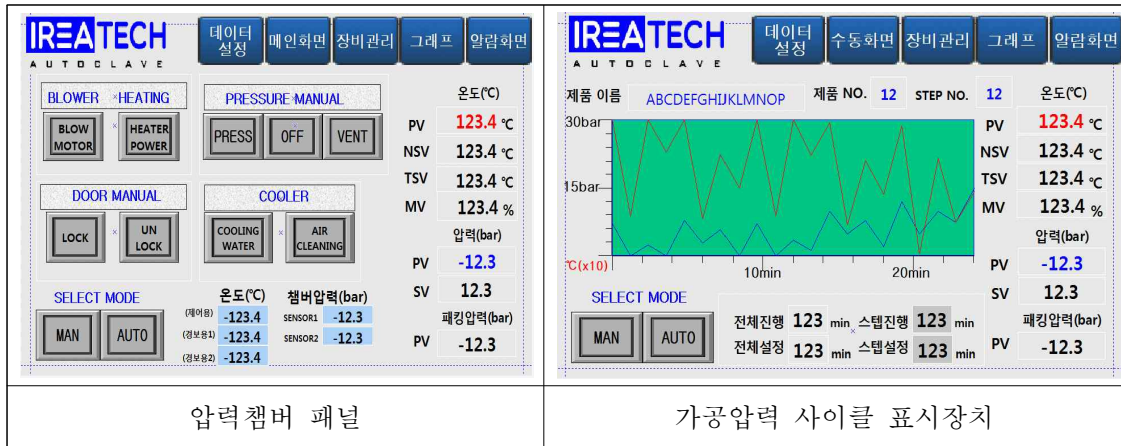 IREATECH
AUTOCLAVE
데이터
설정
메인화면
장비관리
그래프
알람화면
BLOWER HEATING
BLOW
MOTOR
HEATER
POWER
PRESSURE MANUAL
PRESS
OFF
VENT
DOOR MANUAL
LOCK
UN
LOCK
COOLER
COOLING
WATER
AIR
CLEANING
SELECT MODE
MAN
AUTO
온도(℃)
(제어용) -123.4
(경보용1) -123.4
(경보용2) -123.4
챔버압력(bar)
SENSOR1 -12.3
SENSOR2 -12.3
온도(℃)
PV 123.4 ℃
NSV 123.4 ℃
TSV 123.4 ℃
MV 123.4 %
압력(bar)
PV -12.3
SV 12.3
패킹압력(bar)
PV -12.3
압력챔버 패널
IREATECH
AUTOCLAVE
데이터
설정
수동화면
장비관리
그래프
알람화면
제품 이름 ABCDEFGHIJKLMNOP 제품 NO. 12 STEP NO. 12
30bar
15bar
℃(x10)
10min
20min
온도(℃)
PV 123.4 ℃
NSV 123.4 ℃
TSV 123.4 ℃
MV 123.4 %
압력(bar)
PV -12.3
SV 12.3
패킹압력(bar)
PV -12.3
SELECT MODE
MAN
AUTO
전체진행 123 min 스텝진행 123 min
전체설정 123 min 스텝설정 123 min
가공압력 사이클 표시장치